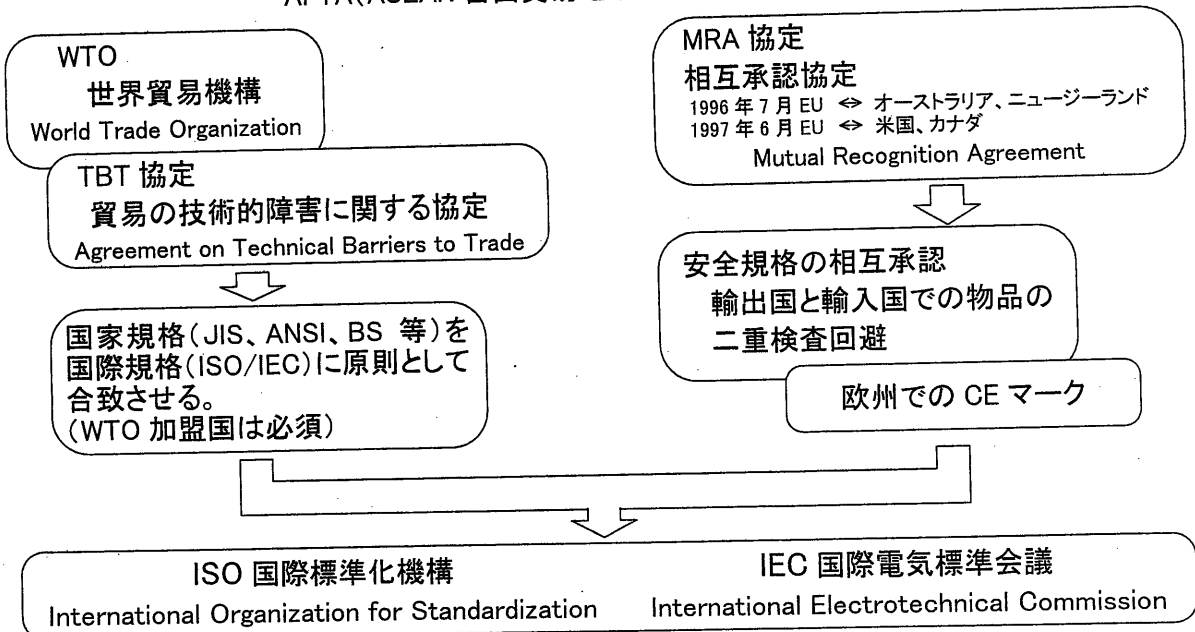 WTO
世界貿易機構
World Trade Organization
TBT 協定
貿易の技術的障害に関する協定
Agreement on Technical Barriers to Trade
国家規格(JIS、ANSI、BS 等)を
国際規格(ISO/IEC)に原則として
合致させる。
(WTO 加盟国は必須)
MRA 協定
相互承認協定
1996 年 7 月 EU ⇔ オーストラリア、ニュージーランド
1997 年 6 月 EU ⇔ 米国、カナダ
Mutual Recognition Agreement
安全規格の相互承認
輸出国と輸入国での物品の
二重検査回避
欧州での CE マーク
ISO 国際標準化機構
International Organization for Standardization
IEC 国際電気標準会議
International Electrotechnical Commission